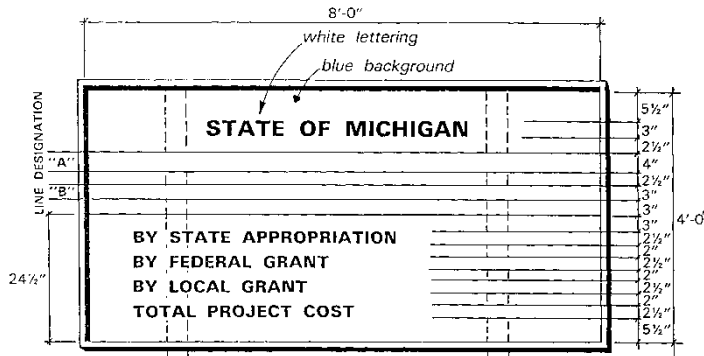 8'-0"
white lettering
blue background
LINE DESIGNATION
STATE OF MICHIGAN
"A"
"B"
BY STATE APPROPRIATION
BY FEDERAL GRANT
BY LOCAL GRANT
TOTAL PROJECT COST
24½"
5½"
3"
2½"
4"
2½"
3"
3"
3"
2½"
2"
2½"
2"
2½"
2"
2½"
5½"
4'-0